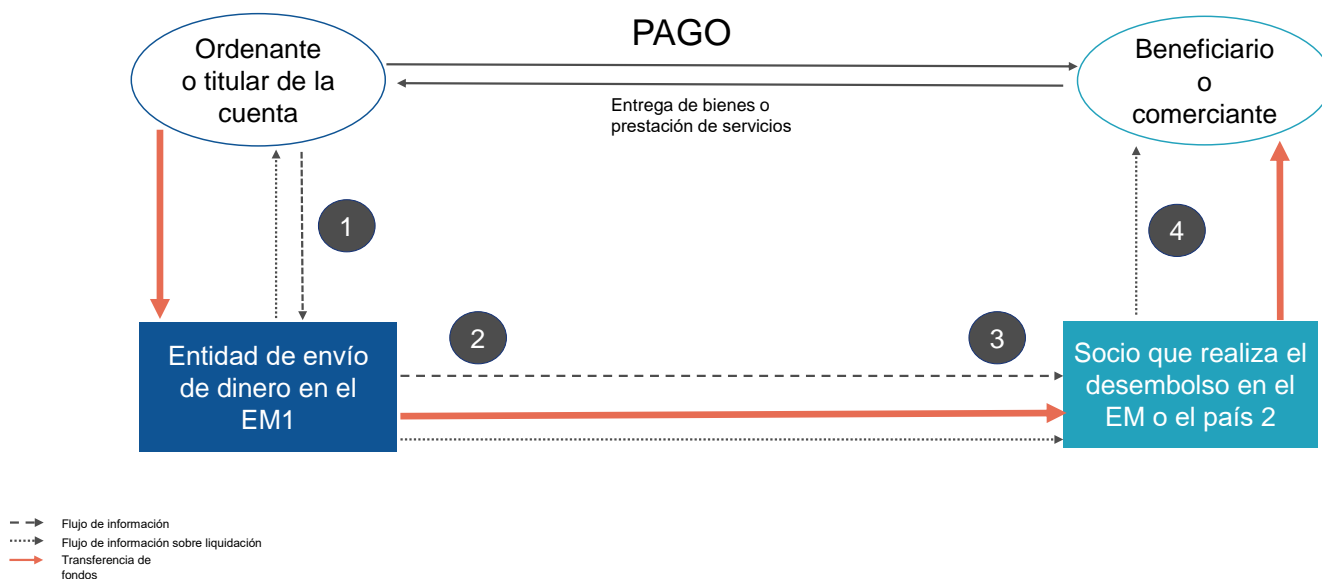 PAGO
Ordenante
o titular de la
cuenta
Beneficiario
o
comerciante
Entrega de bienes o
prestación de servicios
1
4
2
3
Entidad de envío
de dinero en el
EM1
Socio que realiza el
desembolso en el
EM o el país 2
Flujo de información
Flujo de información sobre liquidación
Transferencia de
fondos